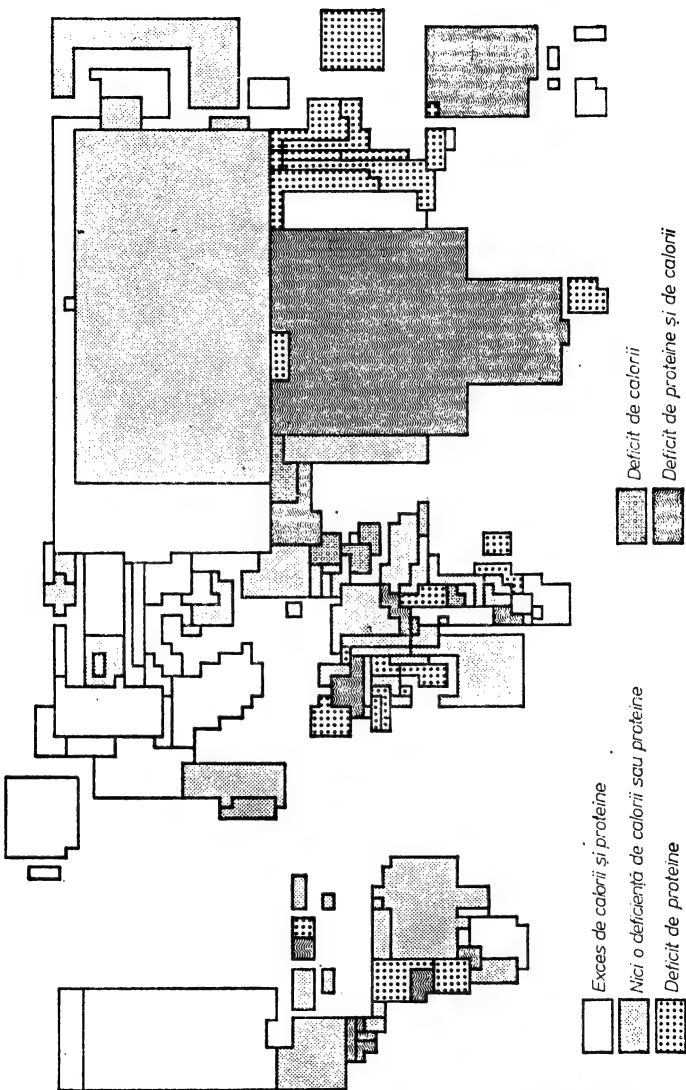 Exces de calorii și proteine
Nici o deficiență de calorii sau proteine
Deficit de proteine
Deficit de calorii
Deficit de proteine și de calorii